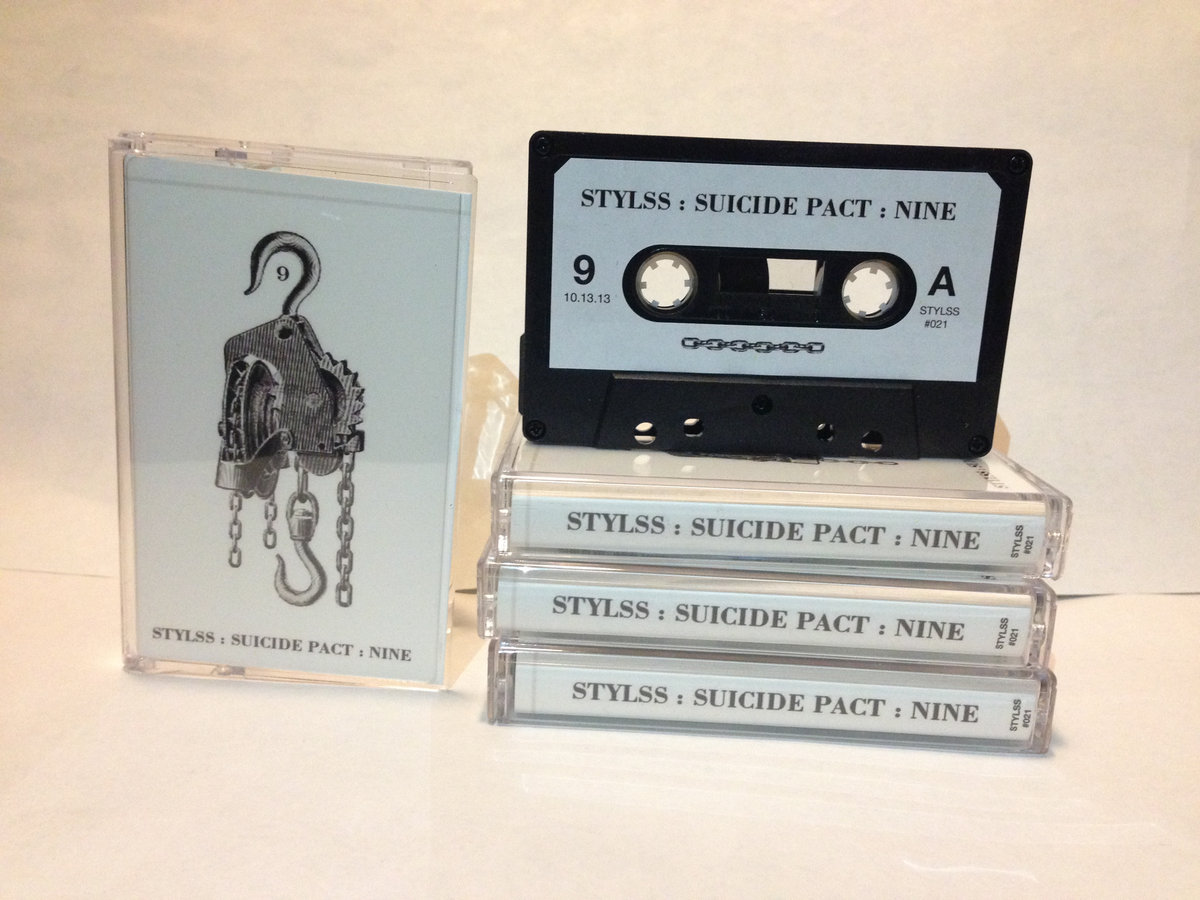 9
STYLSS : SUICIDE PACT : NINE
STYLSS : SUICIDE PACT : NINE
9
10.13.13
A
STYLSS
#021
STYLSS : SUICIDE PACT : NINE
STYLSS
#021
STYLSS : SUICIDE PACT : NINE
STYLSS
#021
STYLSS : SUICIDE PACT : NINE
STYLSS
#021